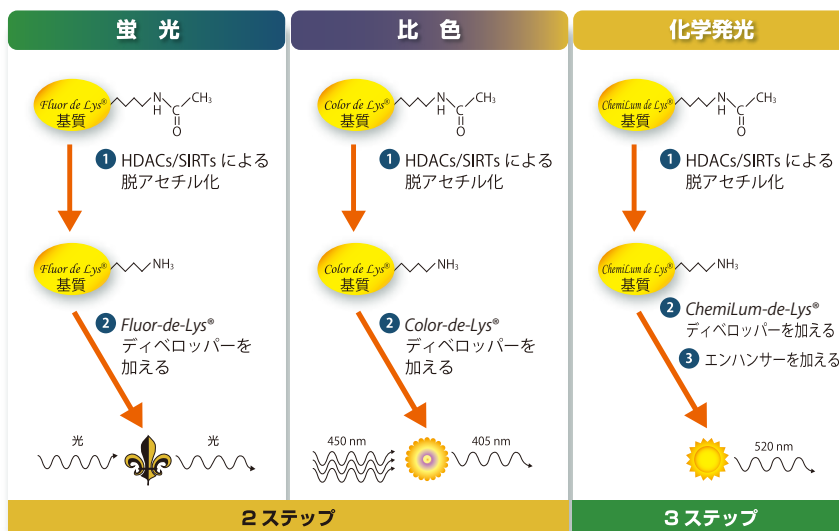 蛍 光
Fluor de Lys®
基質
N
H
C
O
CH3
1 HDACs/SIRTs による
脱アセチル化
Fluor de Lys®
基質
NH3
2 Fluor-de-Lys®
ディベロッパーを
加える
光
光
比 色
Color de Lys®
基質
N
H
C
O
CH3
1 HDACs/SIRTs による
脱アセチル化
Color de Lys®
基質
NH3
2 Color-de-Lys®
ディベロッパーを
加える
450 nm
405 nm
2 ステップ
化学発光
ChemiLum de Lys®
基質
N
H
C
O
CH3
1 HDACs/SIRTs による
脱アセチル化
ChemiLum de Lys®
基質
NH3
2 ChemiLum-de-Lys®
ディベロッパーを加える
3 エンハンサーを加える
520 nm
3 ステップ